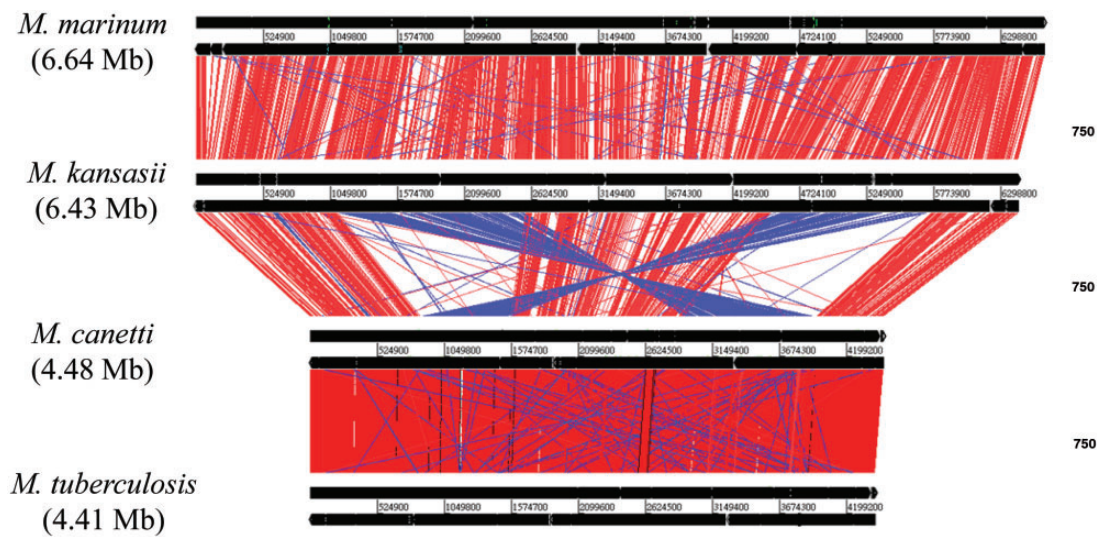 M. marinum
(6.64 Mb)
524900 1049800 1574700 2099600 2624500 3149400 3674300 4199200 4724100 5249000 5773900 6298800
750
M. kansasii
(6.43 Mb)
524900 1049800 1574700 2099600 2624500 3149400 3674300 4199200 4724100 5249000 5773900 6298800
750
M. canetti
(4.48 Mb)
524900 1049800 1574700 2099600 2624500 3149400 3674300 4199200
750
M. tuberculosis
(4.41 Mb)
524900 1049800 1574700 2099600 2624500 3149400 3674300 4199200